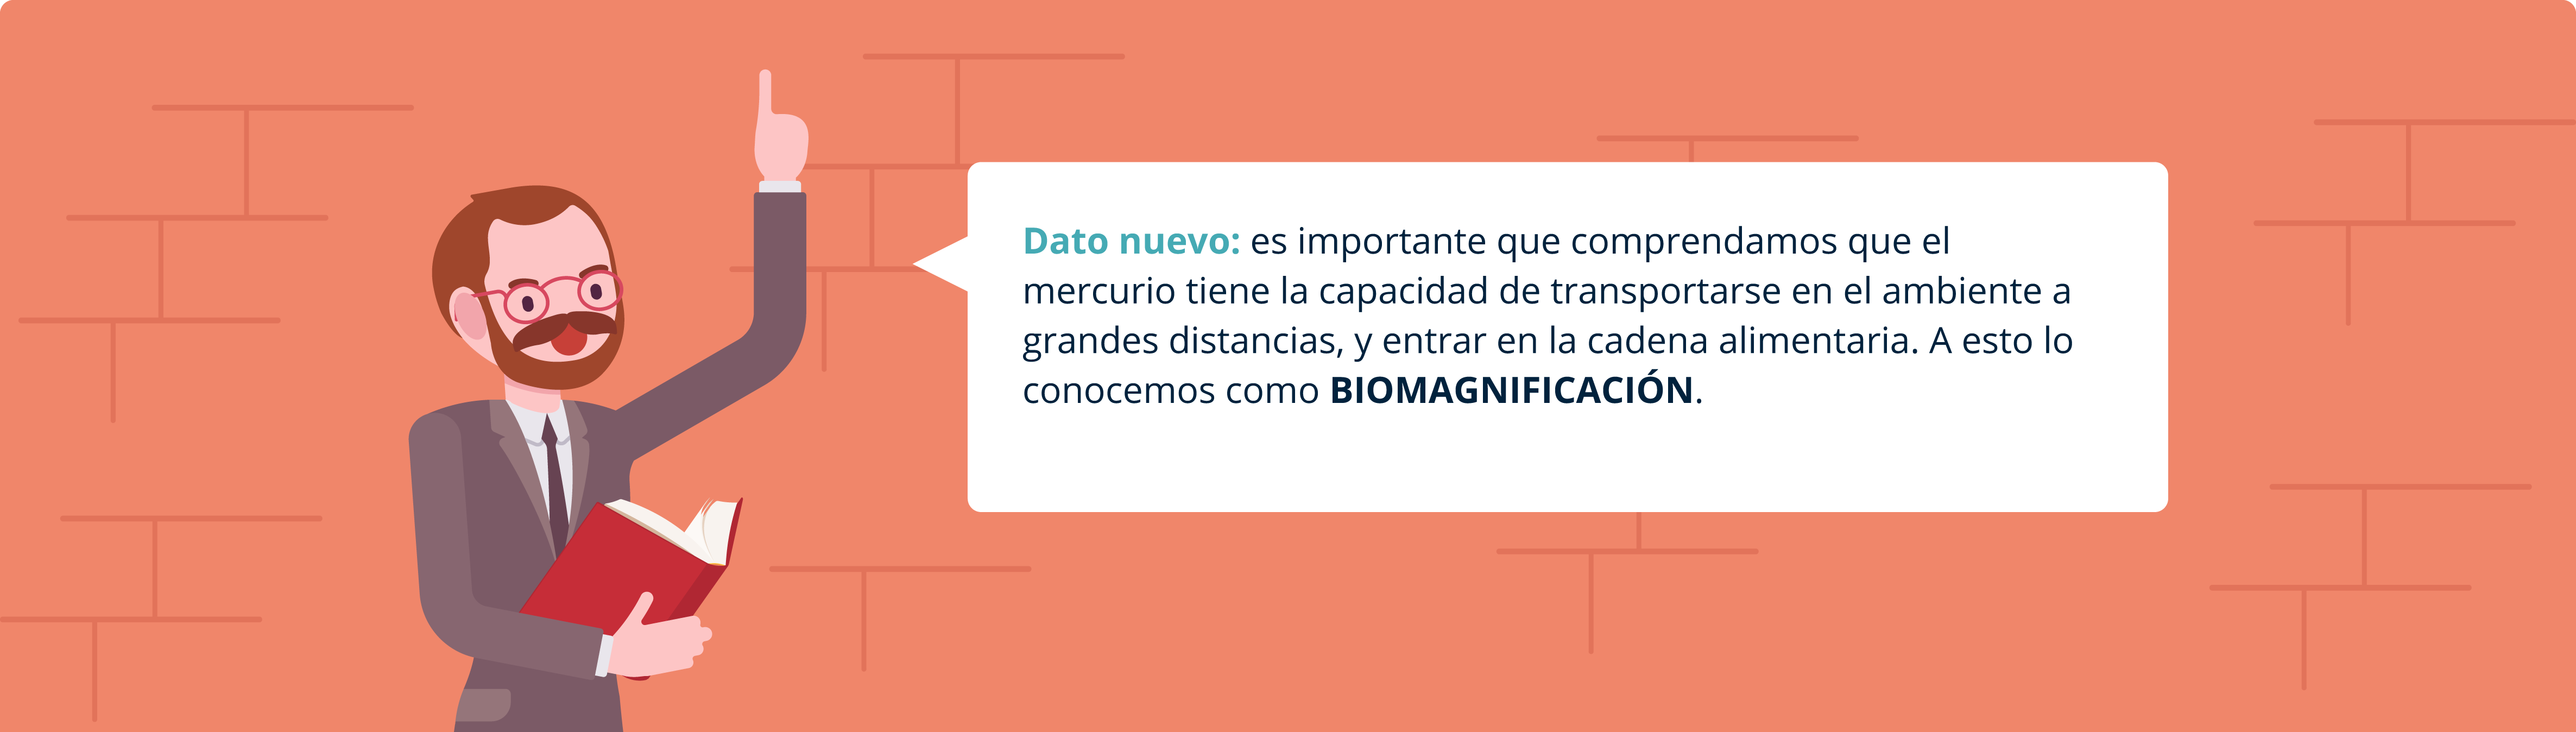 Dato nuevo: es importante que comprendamos que el
mercurio tiene la capacidad de transportarse en el ambiente a
grandes distancias, y entrar en la cadena alimentaria. A esto lo
conocemos como BIOMAGNIFICACIÓN.